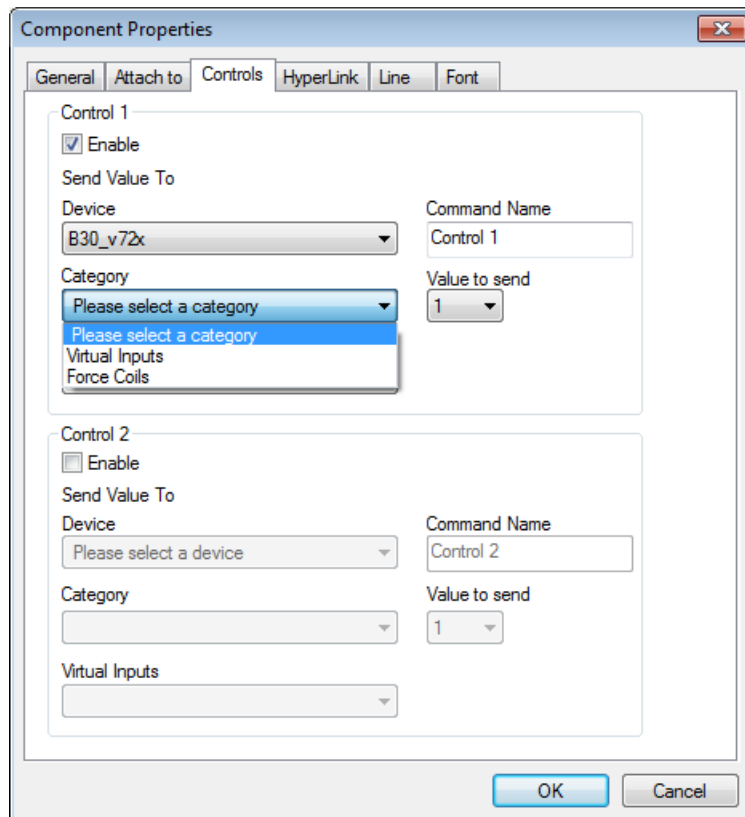 Component Properties
General Attach to Controls HyperLink Line Font
Control 1
Enable
Send Value To
Device Command Name
B30_v72x Control 1
Category Value to send
Please select a category 1
Please select a category
Virtual Inputs
Force Coils
Control 2
Enable
Send Value To
Device Command Name
Please select a device Control 2
Category Value to send
1
Virtual Inputs
OK Cancel